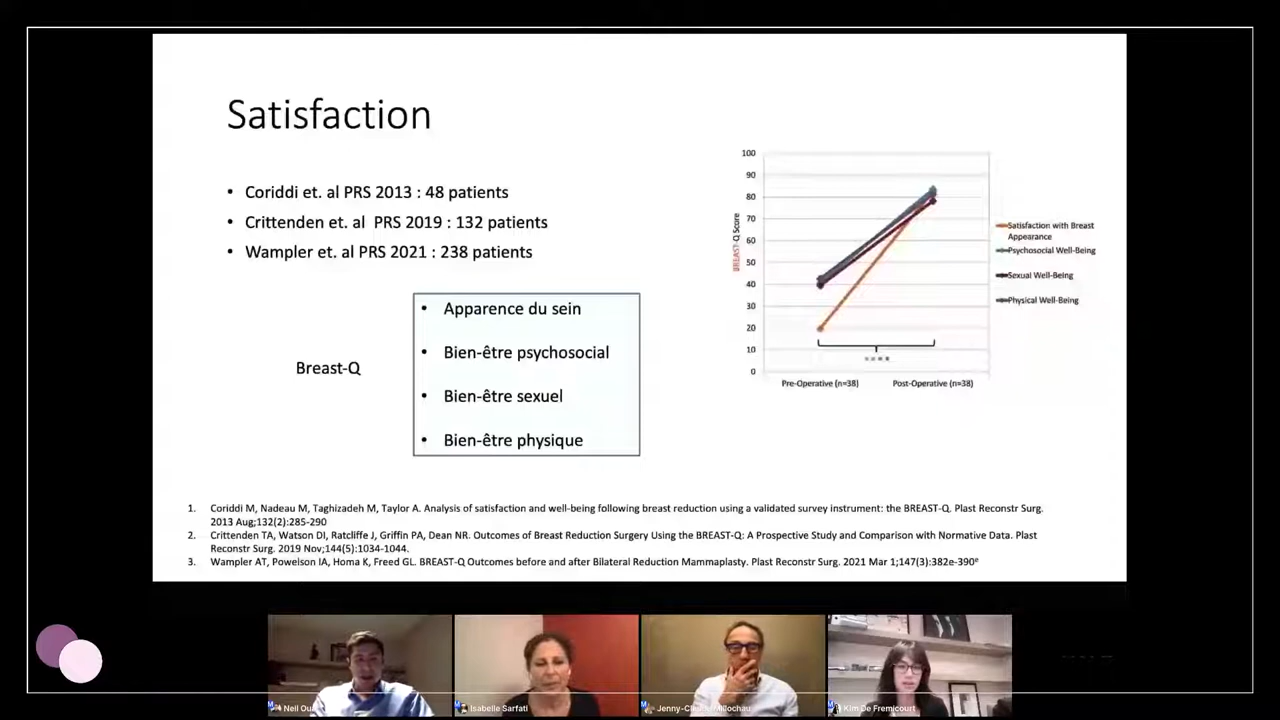 Satisfaction
• Coriddi et. al PRS 2013 : 48 patients
• Crittenden et. al PRS 2019 : 132 patients
• Wampler et. al PRS 2021 : 238 patients
Breast-Q
• Apparence du sein
• Bien-être psychosocial
• Bien-être sexuel
• Bien-être physique
BREAST-Q Score
100
90
80
70
60
50
40
30
20
10
0
Pre-Operative (n=38)
Post-Operative (n=38)
Satisfaction with Breast
Appearance
Psychosocial Well-Being
Sexual Well-Being
Physical Well-Being
1. Coriddi M, Nadeau M, Taghizadeh M, Taylor A. Analysis of satisfaction and well-being following breast reduction using a validated survey instrument: the BREAST-Q. Plast Reconstr Surg.
2013 Aug;132(2):285-290
2. Crittenden TA, Watson DI, Ratcliffe J, Griffin PA, Dean NR. Outcomes of Breast Reduction Surgery Using the BREAST-Q: A Prospective Study and Comparison with Normative Data. Plast
Reconstr Surg. 2019 Nov;144(5):1034-1044.
3. Wampler AT, Powelson IA, Homa K, Freed GL. BREAST-Q Outcomes before and after Bilateral Reduction Mammaplasty. Plast Reconstr Surg. 2021 Mar 1;147(3):382e-390e
Neil
Isabelle Sarfati
Kim De Fremicourt